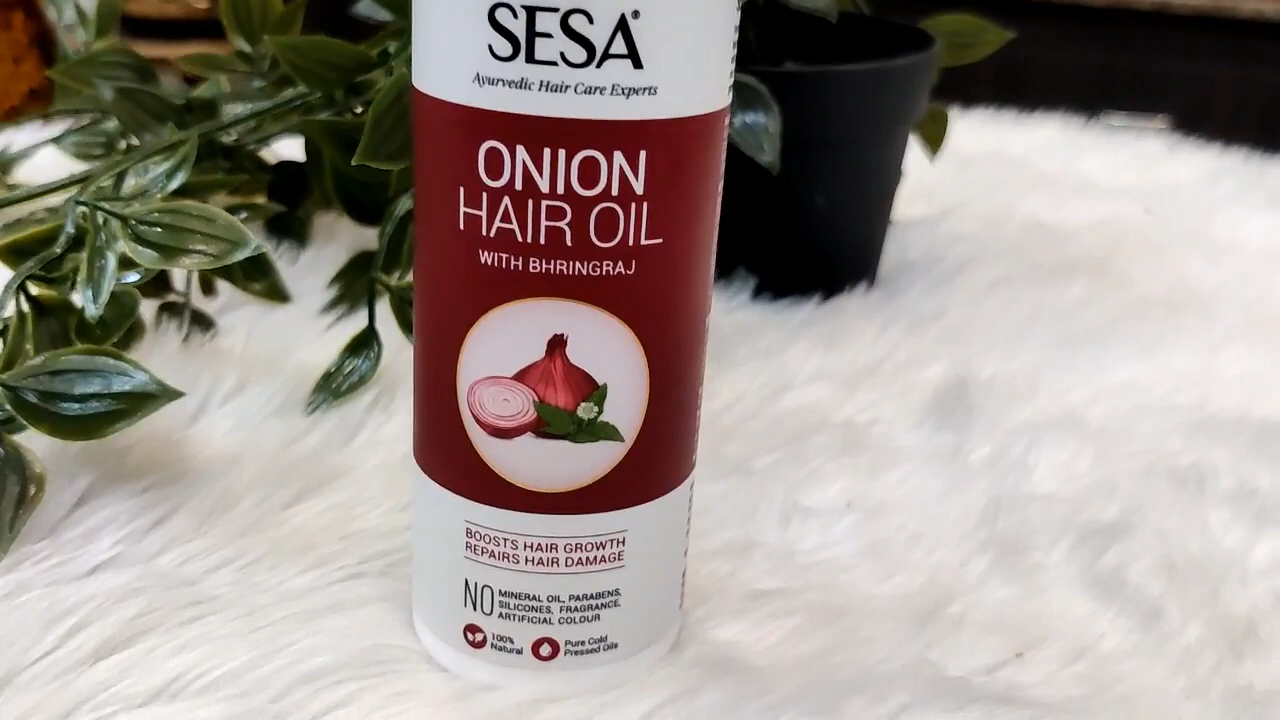 SESA®
Ayurvedic Hair Care Experts
ONION
HAIR OIL
WITH BHRINGRAJ
BOOSTS HAIR GROWTH
REPAIRS HAIR DAMAGE
NO MINERAL OIL, PARABENS,
SILICONES, FRAGRANCE,
ARTIFICIAL COLOUR
100% Natural
Pure Cold Pressed Oils